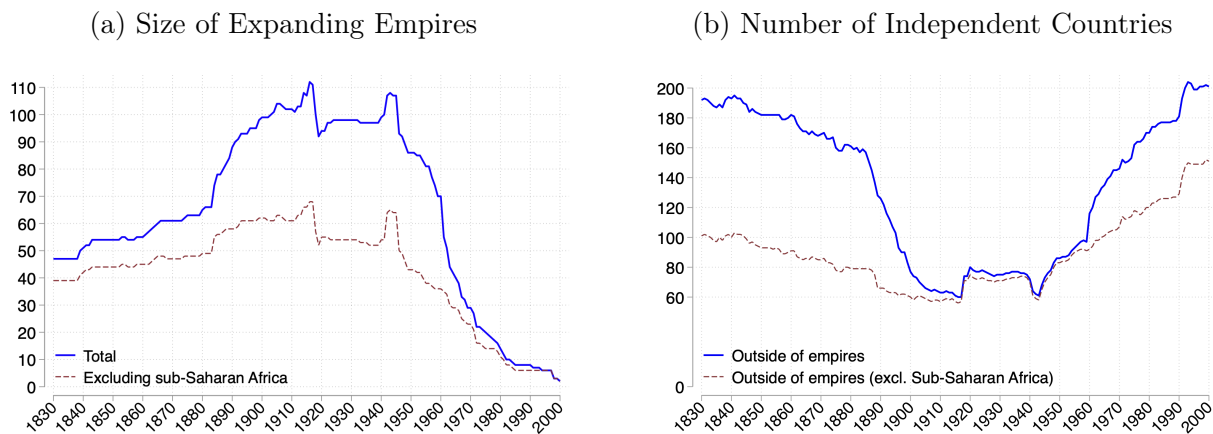 (a) Size of Expanding Empires
110
100
90
80
70
60
50
40
30
20
10
0
Total
Excluding sub-Saharan Africa
1830 1840 1850 1860 1870 1880 1890 1900 1910 1920 1930 1940 1950 1960 1970 1980 1990 2000
(b) Number of Independent Countries
200
180
160
140
120
100
80
60
0
Outside of empires
Outside of empires (excl. Sub-Saharan Africa)
1830 1840 1850 1860 1870 1880 1890 1900 1910 1920 1930 1940 1950 1960 1970 1980 1990 2000